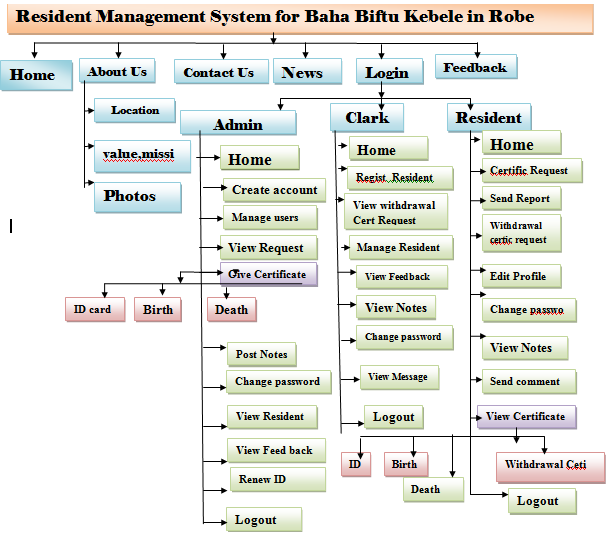 Resident Management System for Baha Biftu Kebele in Robe
Home
About Us
Contact Us
News
Login
Feedback
Location
value,missi
Photos
Admin
Home
Create account
Manage users
View Request
Give Certificate
ID card
Birth
Death
Post Notes
Change password
View Resident
View Feed back
Renew ID
Logout
Clark
Home
Regist Resident
View withdrawal
Cert Request
Manage Resident
View Feedback
View Notes
Change password
View Message
Logout
Resident
Home
Certific Request
Send Report
Withdrawal
certic request
Edit Profile
Change passwo
View Notes
Send comment
View Certificate
ID
Birth
Death
Withdrawal Ceti
Logout